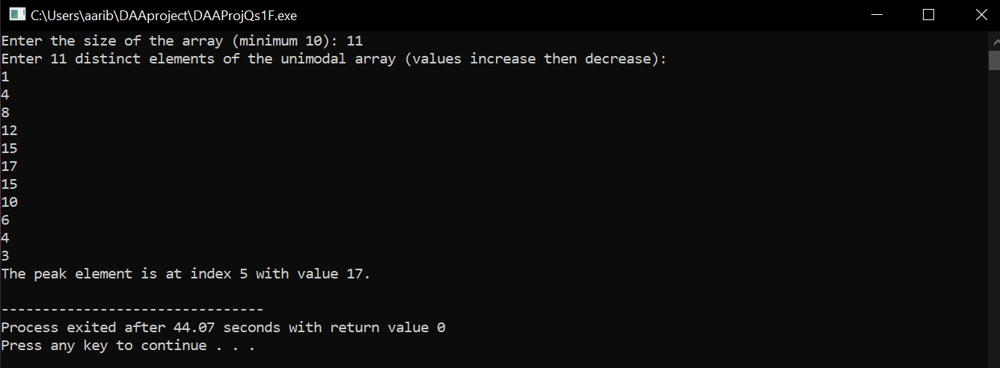 C:\Users\aarib\DAAproject\DAAProjQs1F.exe
Enter the size of the array (minimum 10): 11
Enter 11 distinct elements of the unimodal array (values increase then decrease):
1
4
8
12
15
17
15
10
6
4
3
The peak element is at index 5 with value 17.
--------------------------------
Process exited after 44.07 seconds with return value 0
Press any key to continue . . .